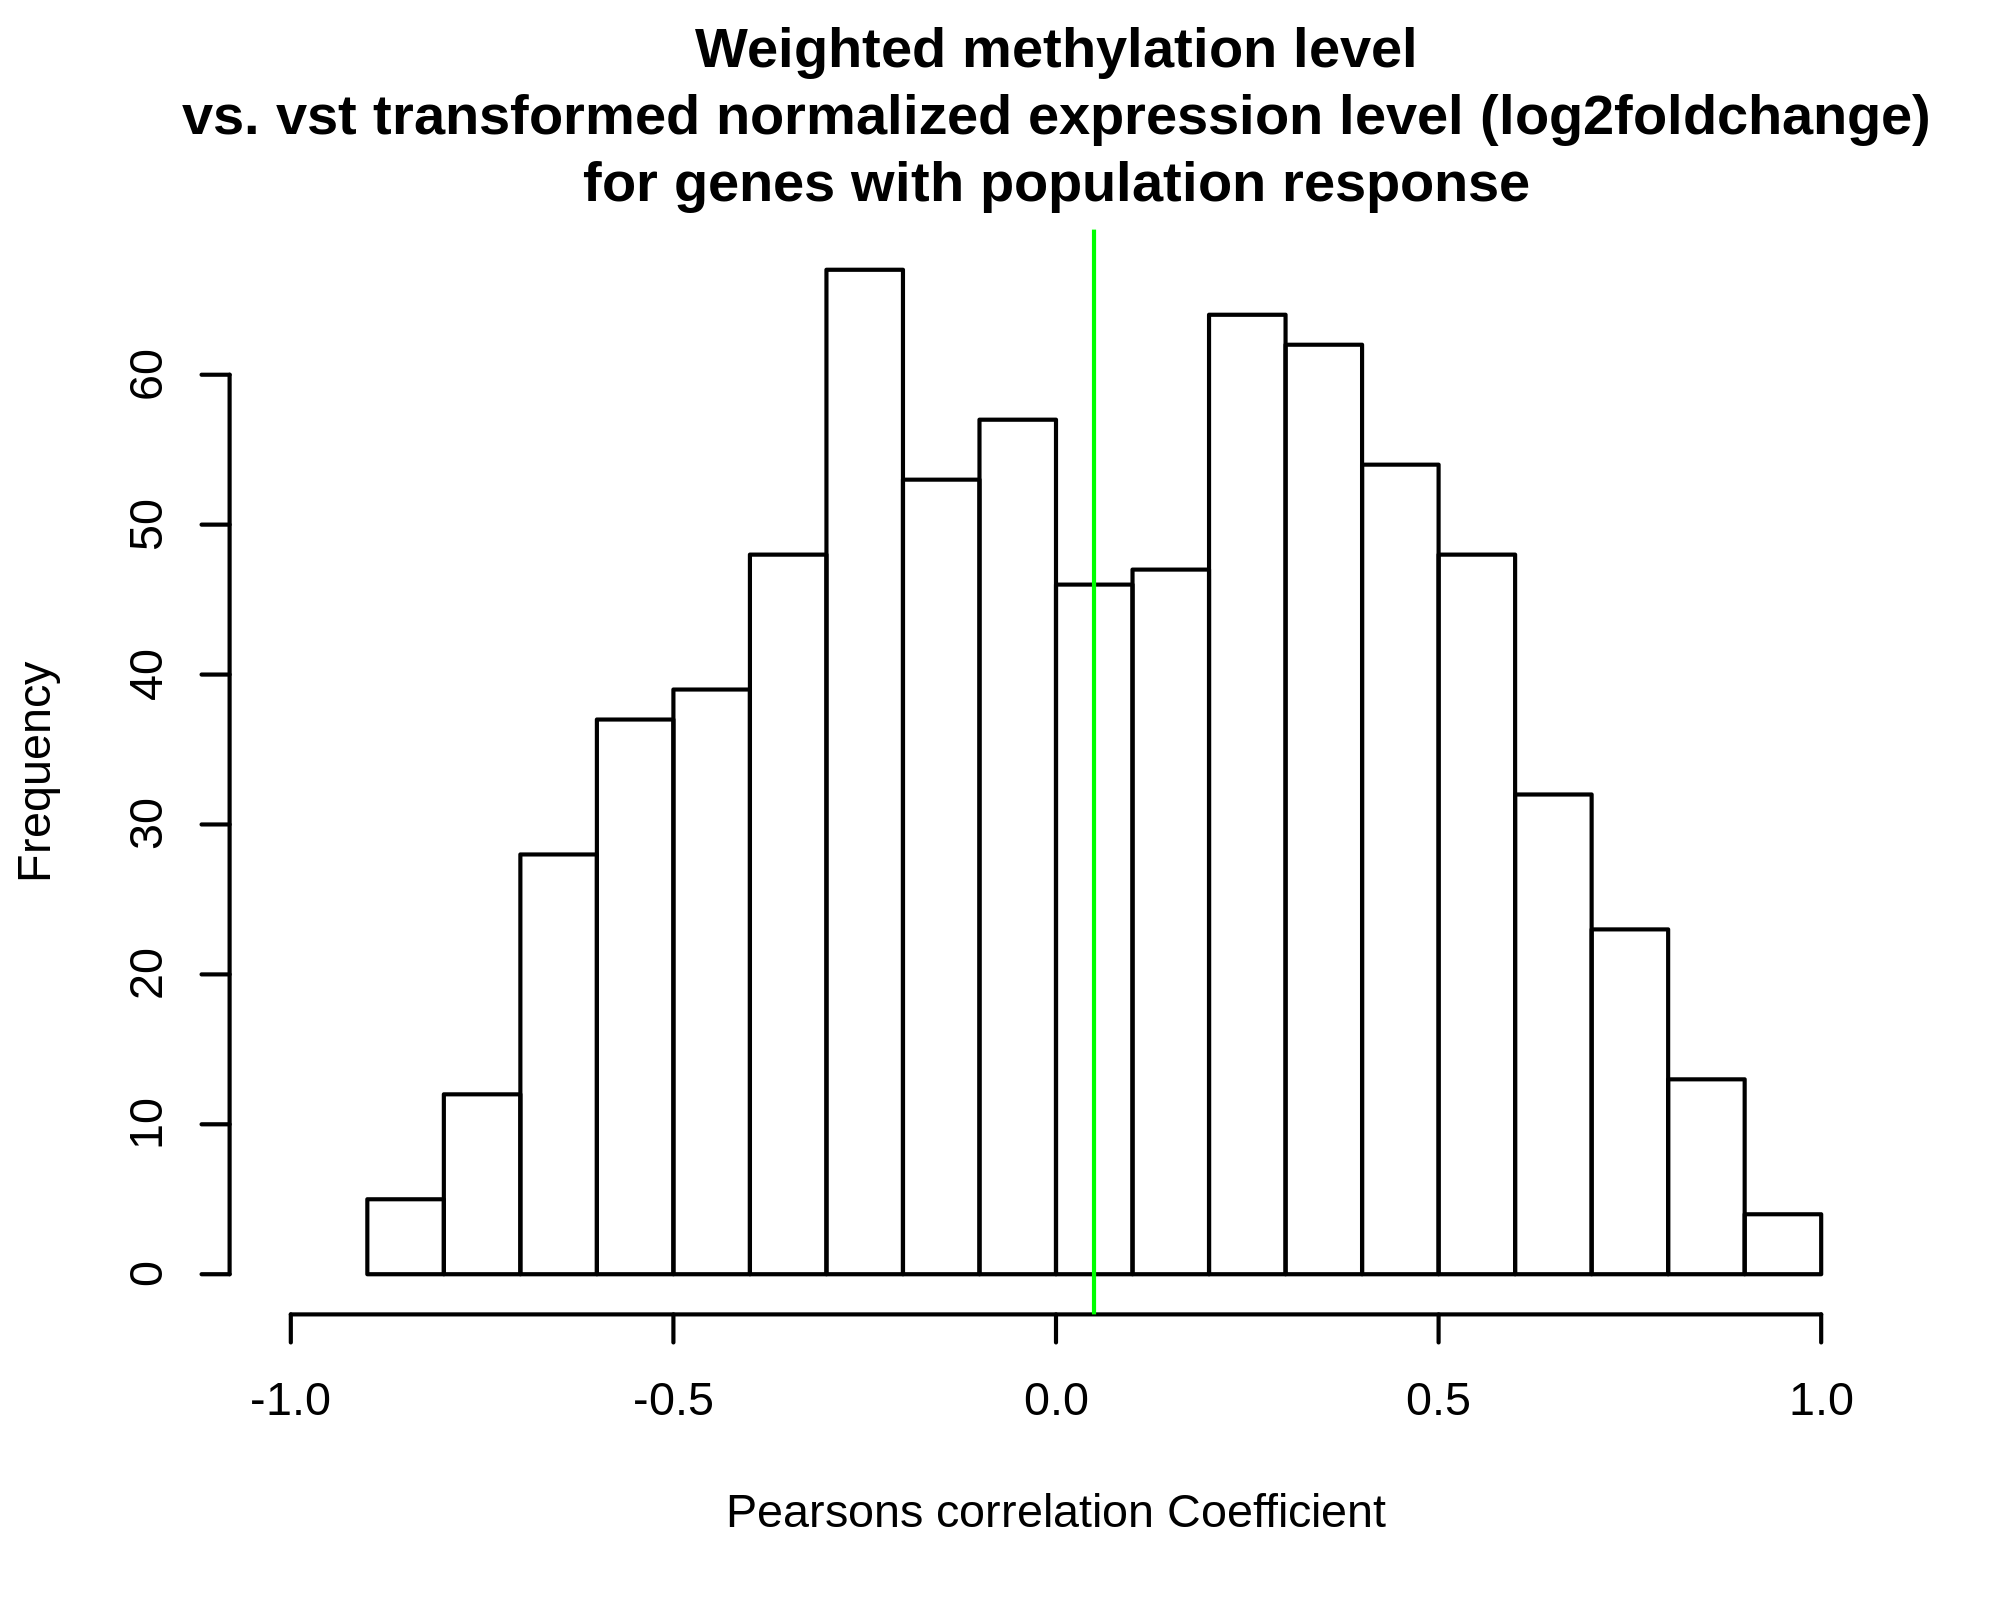 Weighted methylation level
vs. vst transformed normalized expression level (log2foldchange)
for genes with population response
Frequency
60
50
40
30
20
10
0
-1.0 -0.5 0.0 0.5 1.0
Pearsons correlation Coefficient